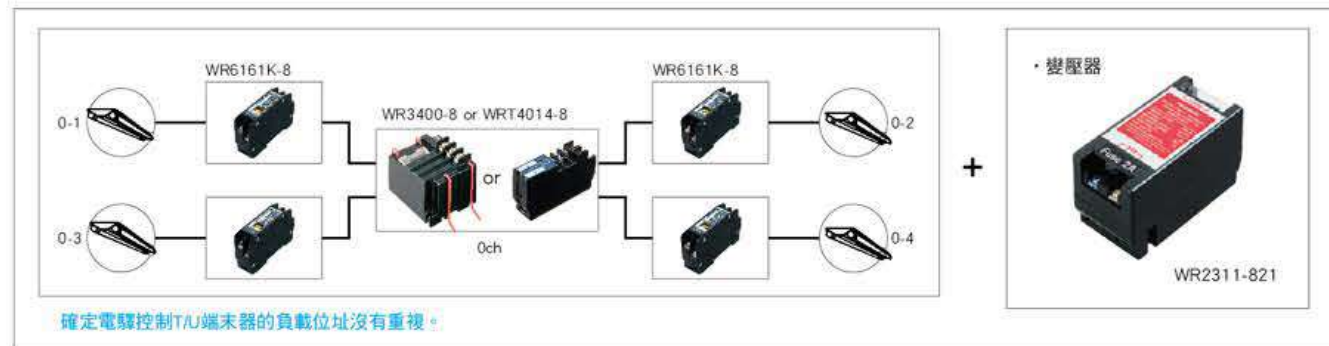 WR6161K-8
WR6161K-8
・變壓器
WR3400-8 or WRT4014-8
0-1
0-2
or
+
Fuse 2A
0-3
0-4
0ch
WR2311-821
確定電驛控制T/U端末器的負載位址沒有重複。